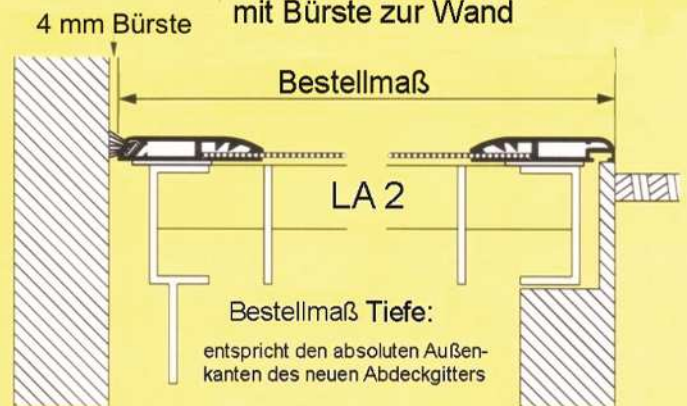 mit Bürste zur Wand
4 mm Bürste
Bestellmaß
LA 2
Bestellmaß Tiefe:
entspricht den absoluten Außen-
kanten des neuen Abdeckgitters